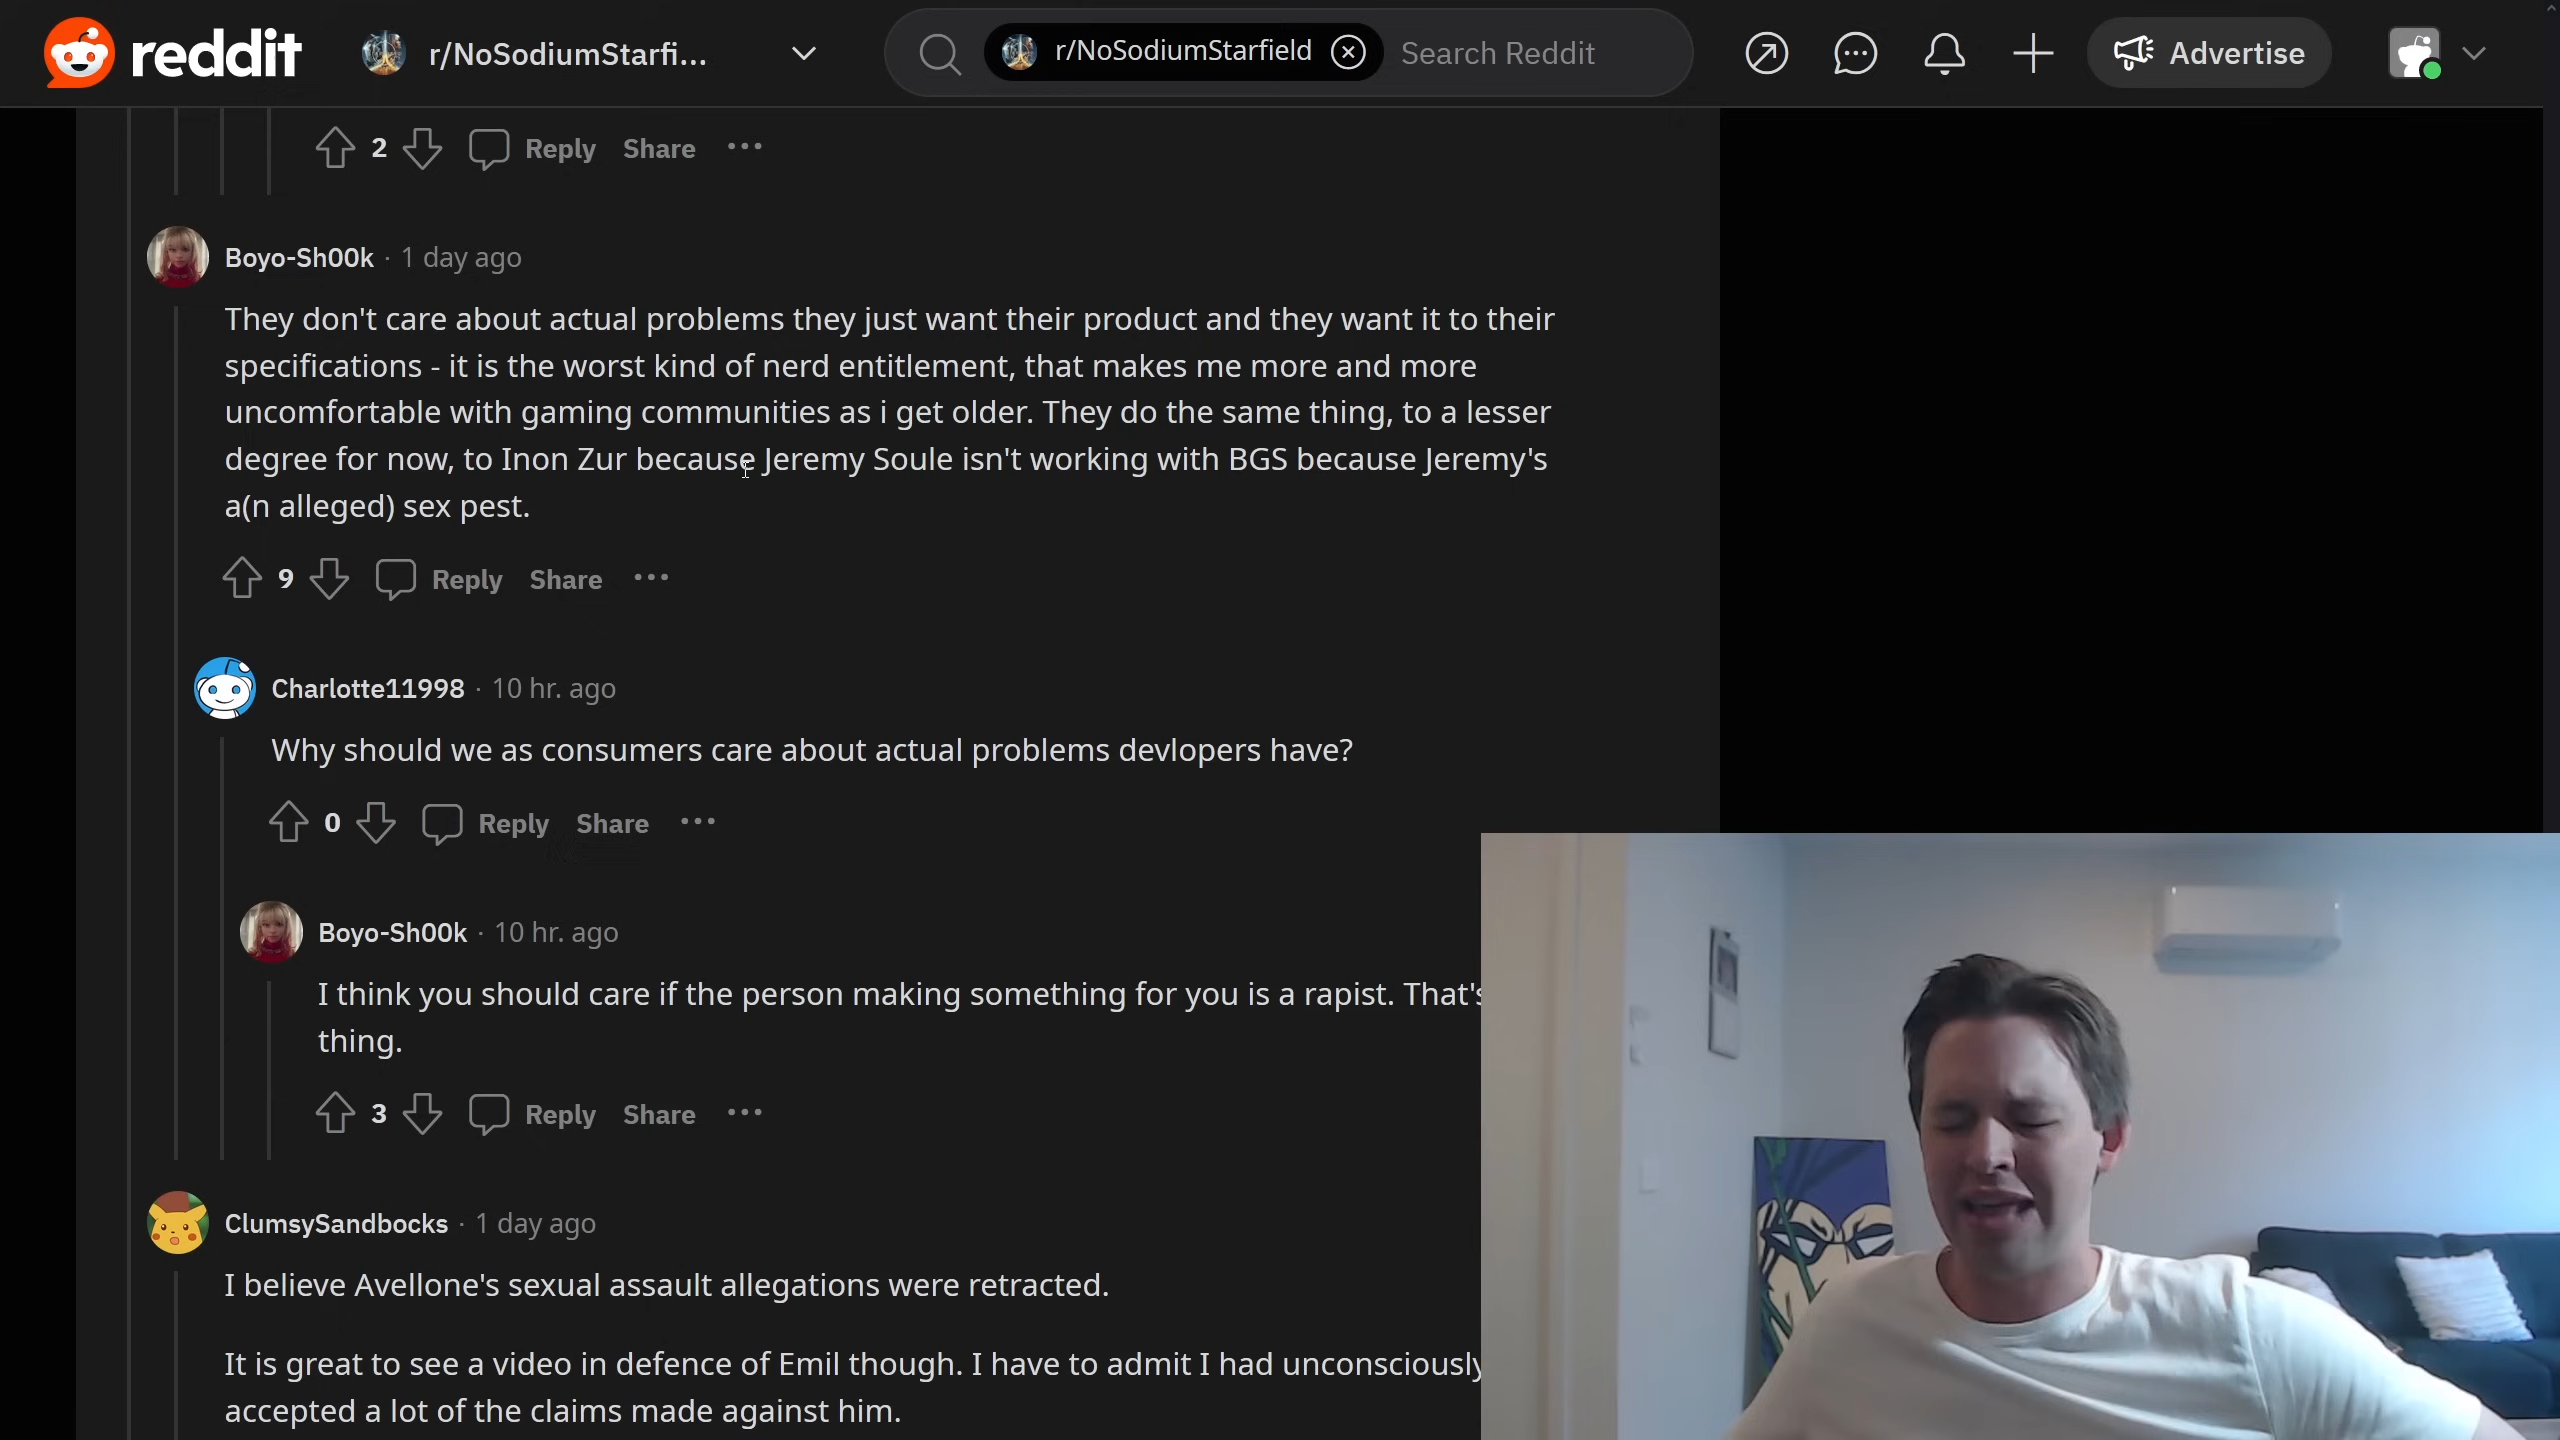 reddit
r/NoSodiumStarfi...
r/NoSodiumStarfield
Search Reddit
Advertise
2
Reply
Share
Boyo-Sh00k · 1 day ago
They don't care about actual problems they just want their product and they want it to their
specifications - it is the worst kind of nerd entitlement, that makes me more and more
uncomfortable with gaming communities as i get older. They do the same thing, to a lesser
degree for now, to Inon Zur because Jeremy Soule isn't working with BGS because Jeremy's
a(n alleged) sex pest.
9
Reply
Share
Charlotte11998 · 10 hr. ago
Why should we as consumers care about actual problems devlopers have?
0
Reply
Share
Boyo-Sh00k · 10 hr. ago
I think you should care if the person making something for you is a rapist. That's
thing.
3
Reply
Share
ClumsySandbocks · 1 day ago
I believe Avellone's sexual assault allegations were retracted.
It is great to see a video in defence of Emil though. I have to admit I had unconsciously
accepted a lot of the claims made against him.